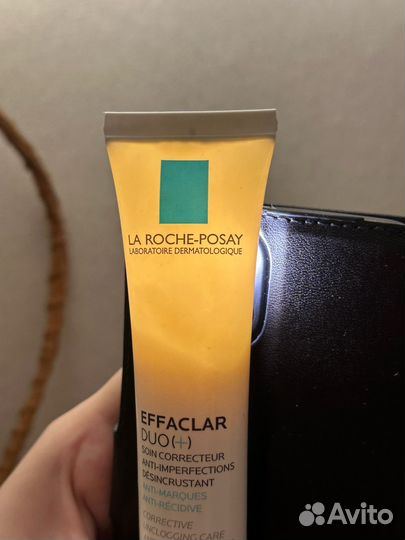 LA ROCHE-POSAY
LABORATOIRE DERMATOLOGIQUE
EFFACLAR
DUO(+)
SOIN CORRECTEUR
ANTI-IMPERFECTIONS
DÉSINCRUSTANT
ANTI-MARQUES
ANTI-RÉCIDIVE
CORRECTIVE
UNCLOGGING CARE
Avito